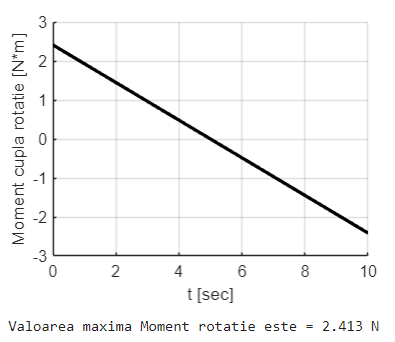 3
2
1
0
-1
-2
-3
Moment cupla rotatie [N*m]
0 2 4 6 8 10
t [sec]
Valoarea maxima Moment rotatie este = 2.413 N